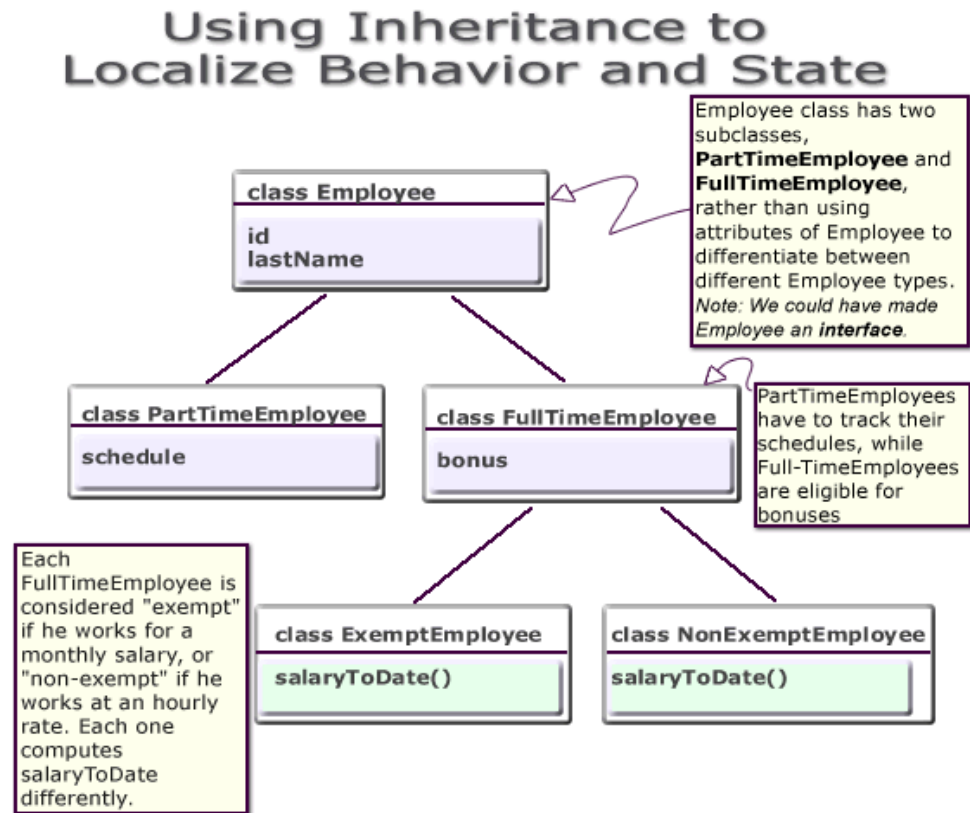 Using Inheritance to
Localize Behavior and State
Employee class has two
subclasses,
PartTimeEmployee and
FullTimeEmployee,
rather than using
attributes of Employee to
differentiate between
different Employee types.
Note: We could have made
Employee an interface.
class Employee
id
lastName
class PartTimeEmployee
schedule
class FullTimeEmployee
bonus
PartTimeEmployees
have to track their
schedules, while
Full-TimeEmployees
are eligible for
bonuses
Each
FullTimeEmployee is
considered "exempt"
if he works for a
monthly salary, or
"non-exempt" if he
works at an hourly
rate. Each one
computes
salaryToDate
differently.
class ExemptEmployee
salaryToDate()
class NonExemptEmployee
salaryToDate()